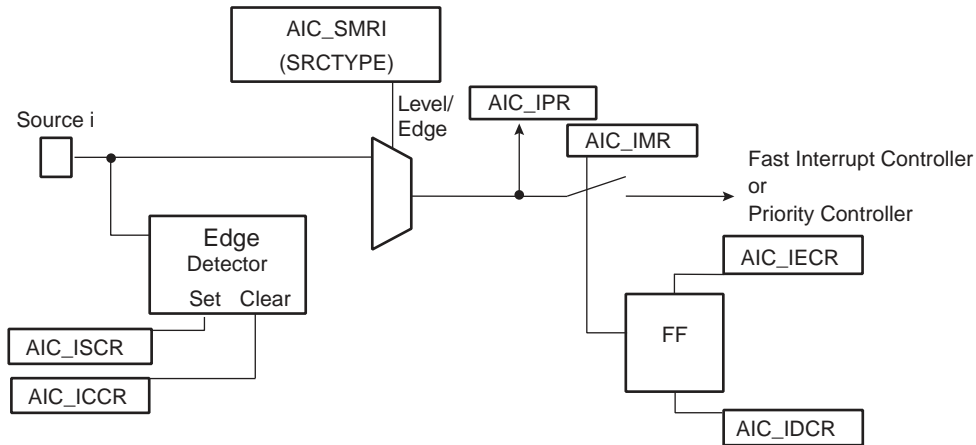 AIC_SMRI
(SRCTYPE)
Level/
Edge
AIC_IPR
Source i
AIC_IMR
Fast Interrupt Controller
or
Priority Controller
Edge
Detector
Set Clear
AIC_IECR
FF
AIC_ISCR
AIC_ICCR
AIC_IDCR